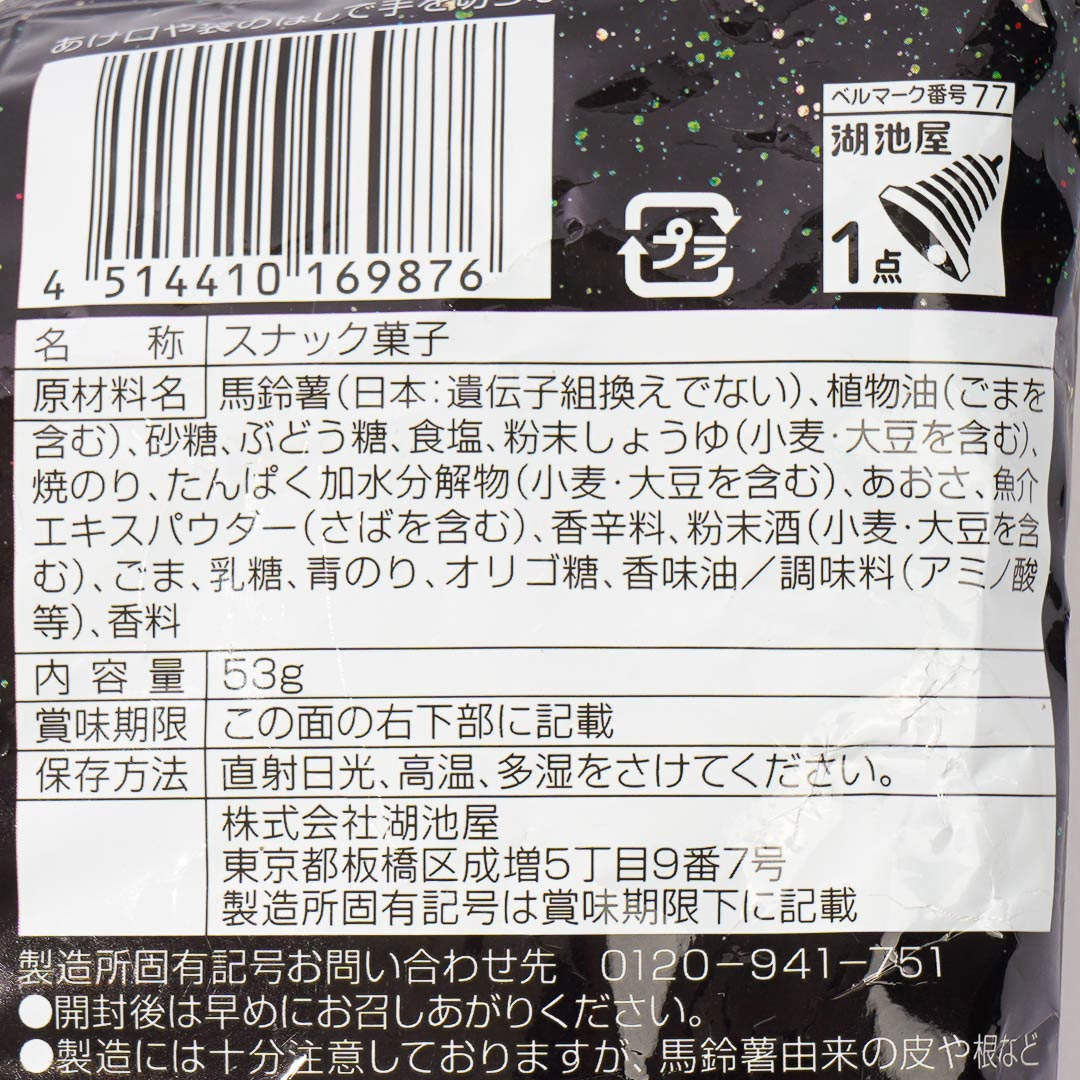 あけ口や袋のはしで手を切らな
ベルマーク番号77
湖池屋
1点
プラ
4 514410 169876
名称 スナック菓子
原材料名 馬鈴薯(日本:遺伝子組換えでない)、植物油(ごまを
含む)、砂糖、ぶどう糖、食塩、粉末しょうゆ(小麦・大豆を含む)、
焼のり、たんぱく加水分解物(小麦・大豆を含む)、あおさ、魚介
エキスパウダー(さばを含む)、香辛料、粉末酒(小麦・大豆を含
む)、ごま、乳糖、青のり、オリゴ糖、香味油/調味料(アミノ酸
等)、香料
内容量 53g
賞味期限 この面の右下部に記載
保存方法 直射日光、高温、多湿をさけてください。
株式会社湖池屋
東京都板橋区成増5丁目9番7号
製造所固有記号は賞味期限下に記載
製造所固有記号お問い合わせ先 0120-941-751
●開封後は早めにお召しあがりください。
●製造には十分注意しておりますが、馬鈴薯由来の皮や根など